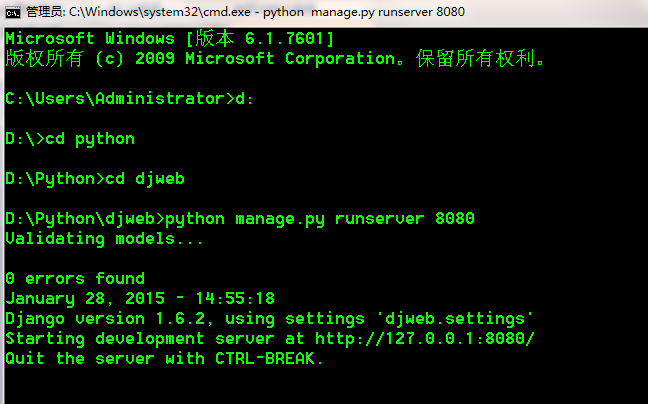 管理员: C:\Windows\system32\cmd.exe - python  manage.py runserver 8080
Microsoft Windows [版本 6.1.7601]
版权所有 (c) 2009 Microsoft Corporation。保留所有权利。
C:\Users\Administrator>d:
D:\>cd python
D:\Python>cd djweb
D:\Python\djweb>python manage.py runserver 8080
Validating models...
0 errors found
January 28, 2015 - 14:55:18
Django version 1.6.2, using settings 'djweb.settings'
Starting development server at http://127.0.0.1:8080/
Quit the server with CTRL-BREAK.